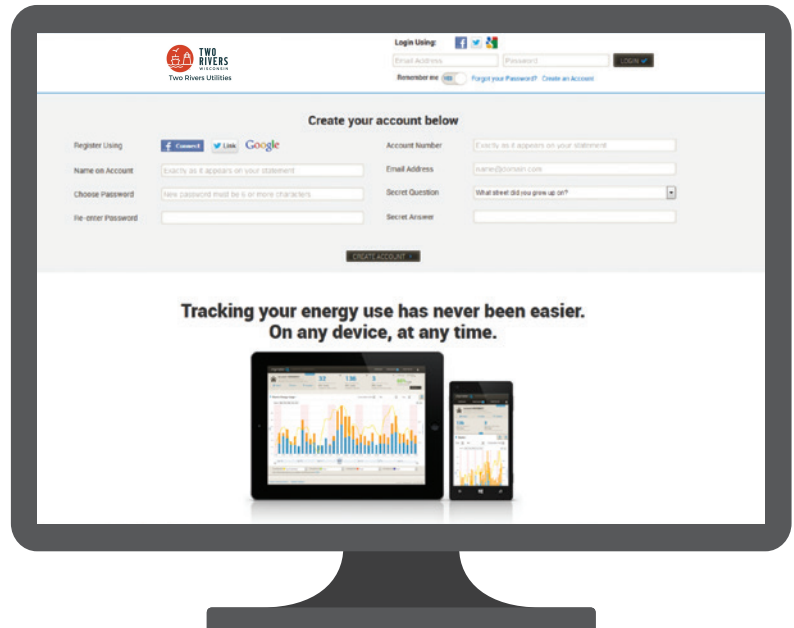 TWO
RIVERS
WISCONSIN
Two Rivers Utilities
Login Using:
Email Address
Password
LOGIN
Remember me
YES
Forgot your Password?
Create an Account
Create your account below
Register Using
Connect
Link
Google
Name on Account
Exactly as it appears on your statement
Choose Password
New password must be 6 or more characters
Re-enter Password
Account Number
Exactly as it appears on your statement
Email Address
name@domain.com
Secret Question
What street did you grow up on?
Secret Answer
CREATE ACCOUNT
Tracking your energy use has never been easier.
On any device, at any time.
33
136
3